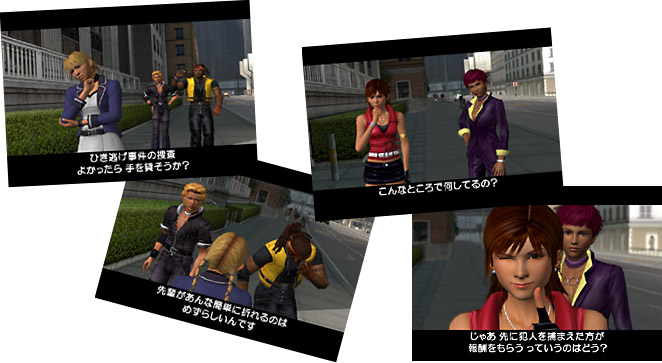 ひき逃げ事件の捜査
よかったら 手を貸そうか？
こんなところで何してるの？
先輩があんな簡単に折れるのは
めずらしいんです
じゃあ 先に犯人を捕まえた方が
報酬をもらう っていうのはどう？